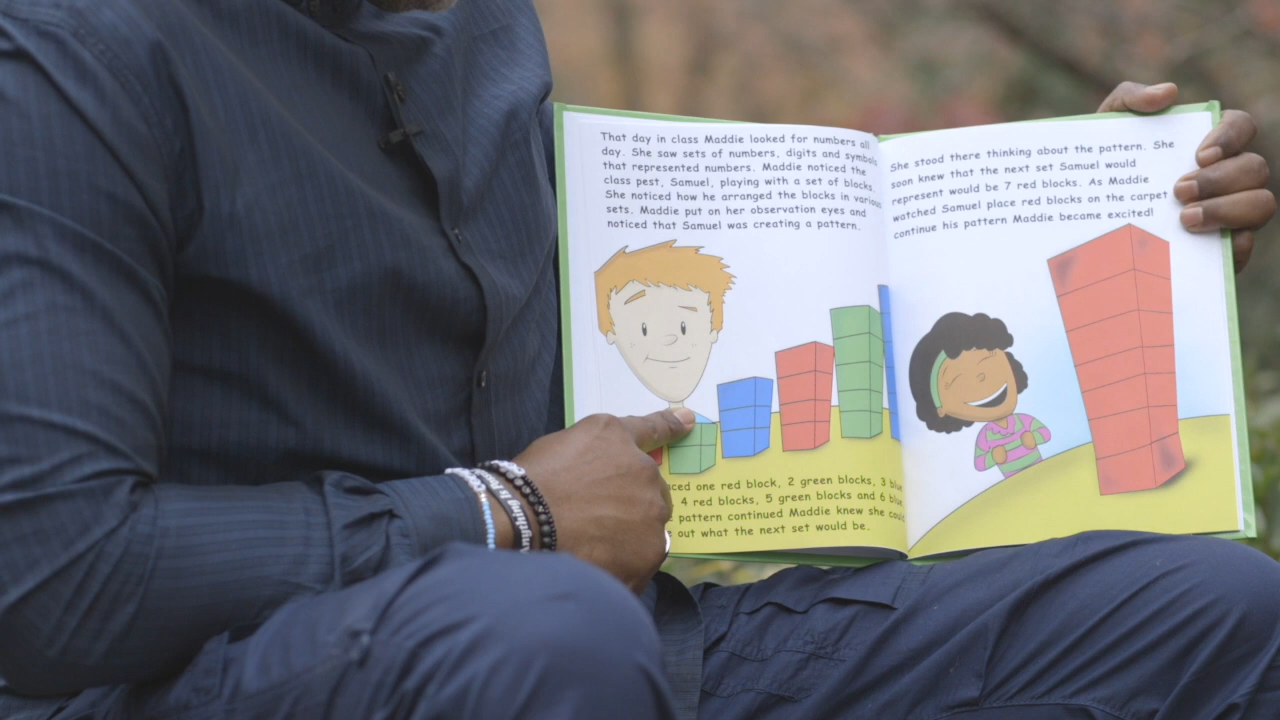 That day in class Maddie looked for numbers all
day. She saw sets of numbers, digits and symbols
that represented numbers. Maddie noticed the
class pest, Samuel, playing with a set of blocks.
She noticed how he arranged the blocks in various
sets. Maddie put on her observation eyes and
noticed that Samuel was creating a pattern.
one red block, 2 green blocks, 3
4 red blocks, 5 green blocks and 6
pattern continued Maddie knew she could
out what the next set would be.
She stood there thinking about the pattern. She
soon knew that the next set Samuel would
represent would be 7 red blocks. As Maddie
watched Samuel place red blocks on the carpet
continue his pattern Maddie became excited!
Anything Is